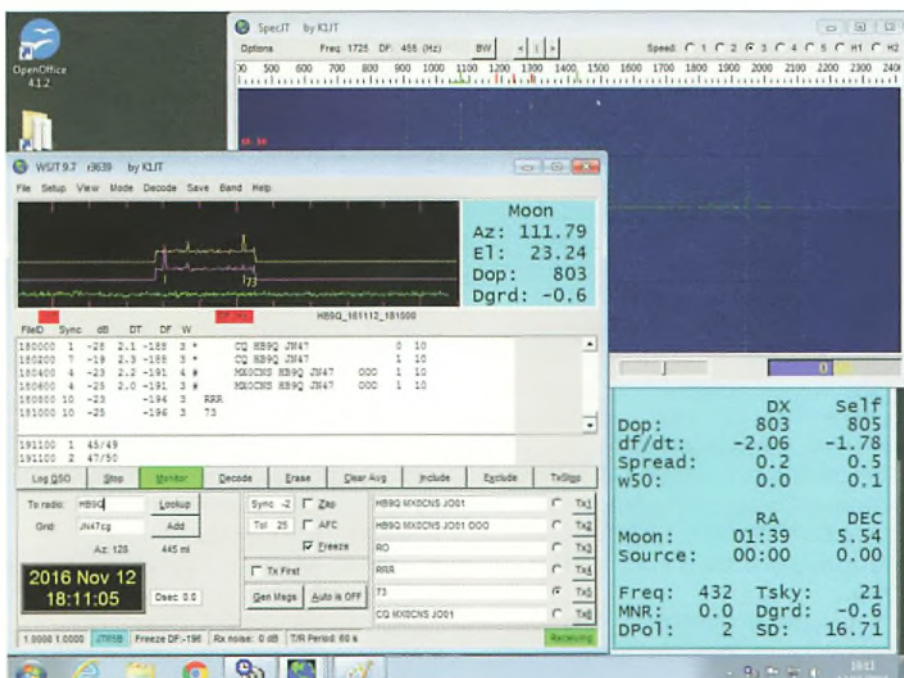 OpenOffice
4.1.2
SpecJT by K1JT
Options Freq: 1725 DF: 455 (Hz) BW < | > Speed: 1 2 3 4 5 H1 H2
500 600 700 800 900 1000 1100 1200 1300 1400 1500 1600 1700 1800 1900 2000 2100 2200 2300 240
WSJT 9.7 r3639 by K1JT
File Setup View Mode Decode Save Band Help
73
Moon
Az: 111.79
El: 23.24
Dop: 803
Dgrd: -0.6
HB9Q_161112_181000
FileID Sync dB DT DF W
180000 1 -28 2.1 -188 3 * CQ HB9Q JN47 0 10
180200 7 -19 2.3 -188 3 * CQ HB9Q JN47 1 10
180400 4 -23 2.2 -191 4 # MX0CNS HB9Q JN47 OOO 1 10
180600 4 -25 2.0 -191 3 # MX0CNS HB9Q JN47 OOO 1 10
180800 10 -23 -194 3 RRR
181000 10 -25 -196 3 73
191100 1 45/49
191100 2 47/50
Log QSO Stop Monitor Decode Erase Clear Avg Include Exclude TxStop
To radio: HB9Q Lookup
Grid: JN47cg Add
Az: 128 445 mi
2016 Nov 12
18:11:05
Dsec 0.0
Sync -2 Zap
Tol 25 AFC
Freeze
Tx First
Gen Msgs Auto is OFF
HB9Q MX0CNS JO01 Tx1
HB9Q MX0CNS JO01 OOO Tx2
RO Tx3
RRR Tx4
73 Tx5
CQ MX0CNS JO01 Tx6
1.0000 1.0000 JT65B Freeze DF:-196 Rx noise: 0 dB T/R Period: 60 s Receiving
0
DX Self
Dop: 803 805
df/dt: -2.06 -1.78
Spread: 0.2 0.5
w50: 0.0 0.1
RA DEC
Moon: 01:39 5.54
Source: 00:00 0.00
Freq: 432 Tsky: 21
MNR: 0.0 Dgrd: -0.6
DPol: 2 SD: 16.71